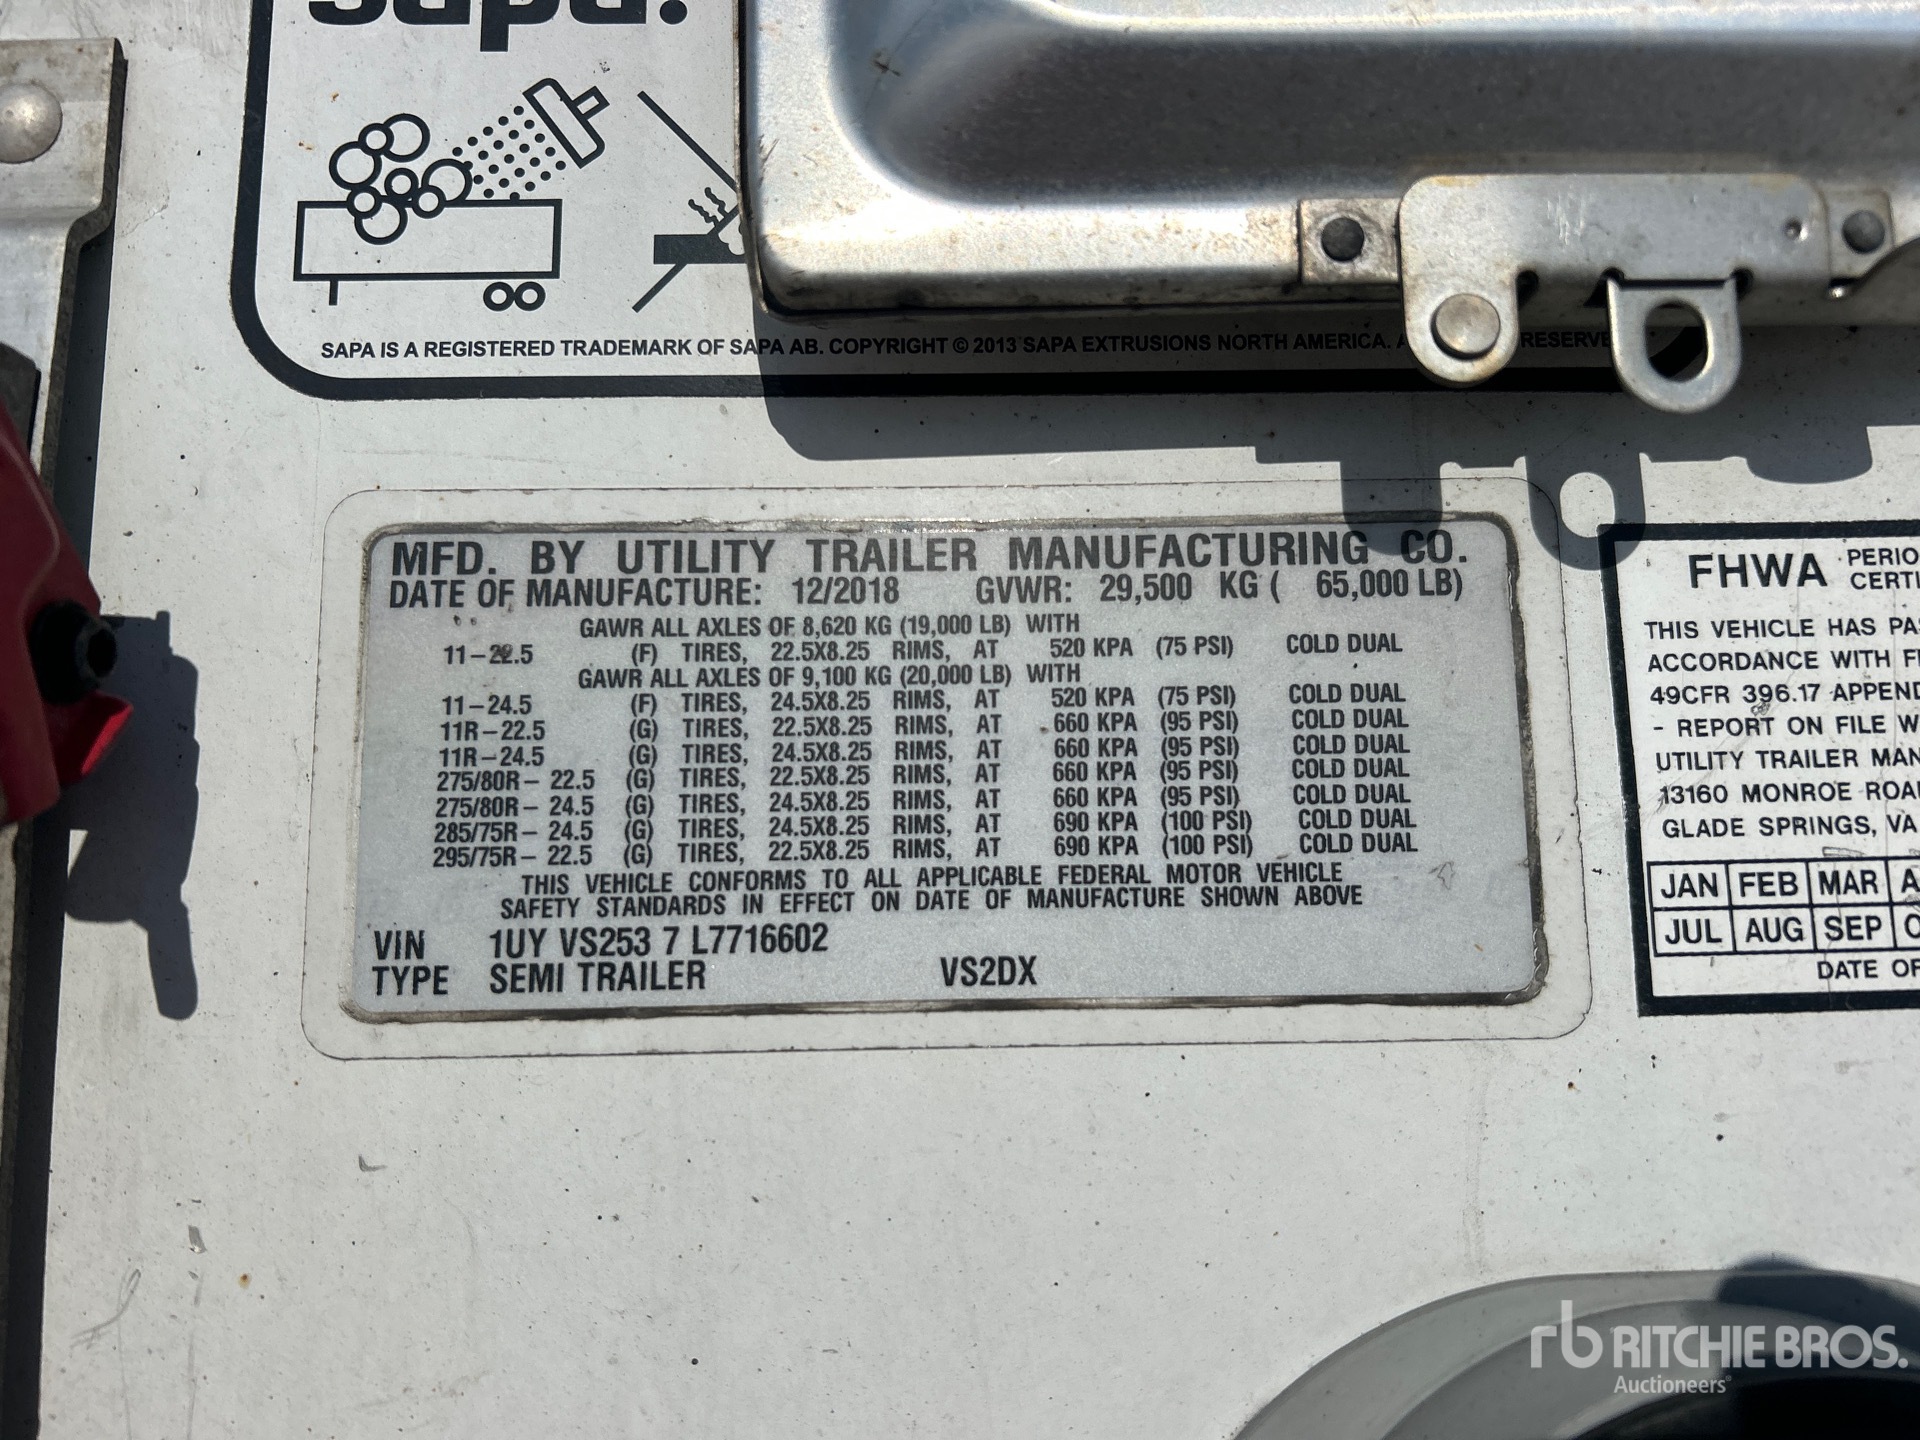 sapa:
SAPA IS A REGISTERED TRADEMARK OF SAPA AB. COPYRIGHT © 2013 SAPA EXTRUSIONS NORTH AMERICA.
MFD. BY UTILITY TRAILER MANUFACTURING CO.
DATE OF MANUFACTURE: 12/2018 GVWR: 29,500 KG ( 65,000 LB)
GAWR ALL AXLES OF 8,620 KG (19,000 LB) WITH
11-22.5 (F) TIRES, 22.5X8.25 RIMS, AT 520 KPA (75 PSI) COLD DUAL
GAWR ALL AXLES OF 9,100 KG (20,000 LB) WITH
11-24.5 (F) TIRES, 24.5X8.25 RIMS, AT 520 KPA (75 PSI) COLD DUAL
11R-22.5 (G) TIRES, 22.5X8.25 RIMS, AT 660 KPA (95 PSI) COLD DUAL
11R-24.5 (G) TIRES, 24.5X8.25 RIMS, AT 660 KPA (95 PSI) COLD DUAL
275/80R- 22.5 (G) TIRES, 22.5X8.25 RIMS, AT 660 KPA (95 PSI) COLD DUAL
275/80R- 24.5 (G) TIRES, 24.5X8.25 RIMS, AT 660 KPA (95 PSI) COLD DUAL
285/75R- 24.5 (G) TIRES, 24.5X8.25 RIMS, AT 690 KPA (100 PSI) COLD DUAL
295/75R- 22.5 (G) TIRES, 22.5X8.25 RIMS, AT 690 KPA (100 PSI) COLD DUAL
THIS VEHICLE CONFORMS TO ALL APPLICABLE FEDERAL MOTOR VEHICLE
SAFETY STANDARDS IN EFFECT ON DATE OF MANUFACTURE SHOWN ABOVE
VIN 1UY VS253 7 L7716602
TYPE SEMI TRAILER VS2DX
FHWA PERIO
CERTI
THIS VEHICLE HAS PA
ACCORDANCE WITH F
49CFR 396.17 APPEND
- REPORT ON FILE W
UTILITY TRAILER MAN
13160 MONROE ROA
GLADE SPRINGS, VA
JAN FEB MAR A
JUL AUG SEP O
DATE OF
rb RITCHIE BROS.
Auctioneers